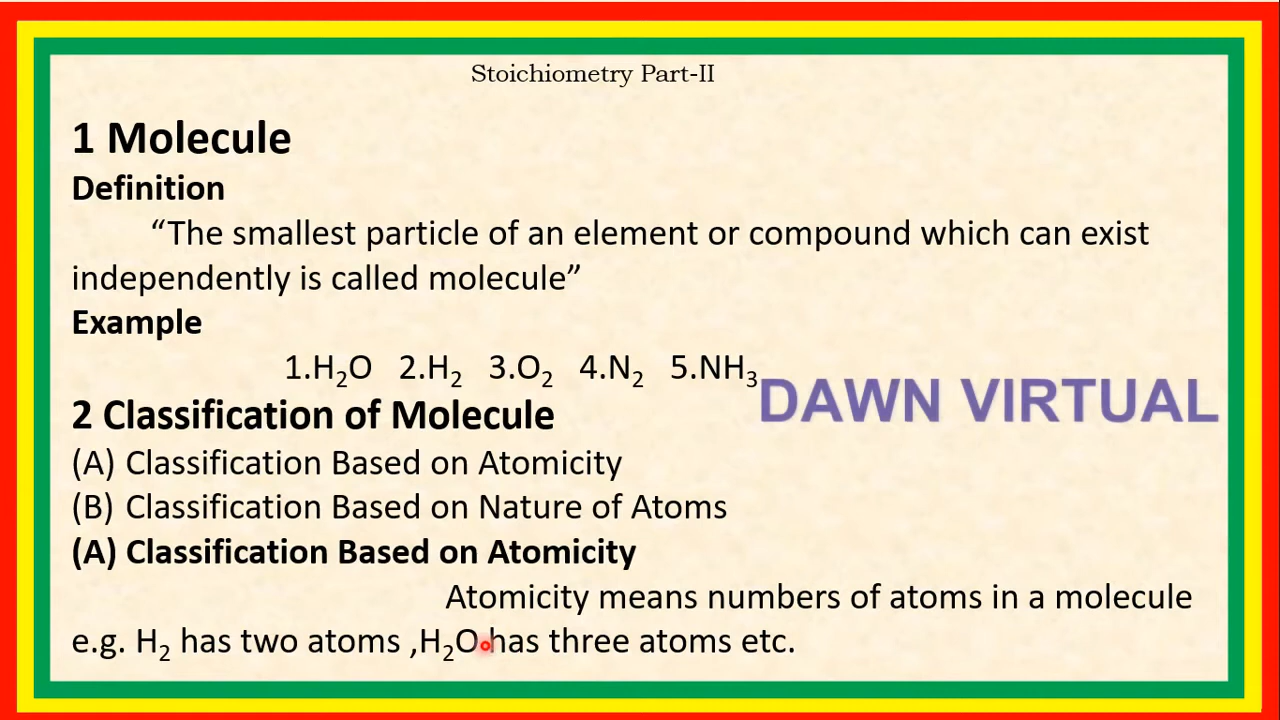 Stoichiometry Part-II
1 Molecule
Definition
“The smallest particle of an element or compound which can exist
independently is called molecule”
Example
1.H₂O 2.H₂ 3.O₂ 4.N₂ 5.NH₃
DAWN VIRTUAL
2 Classification of Molecule
(A) Classification Based on Atomicity
(B) Classification Based on Nature of Atoms
(A) Classification Based on Atomicity
Atomicity means numbers of atoms in a molecule
e.g. H₂ has two atoms ,H₂O has three atoms etc.